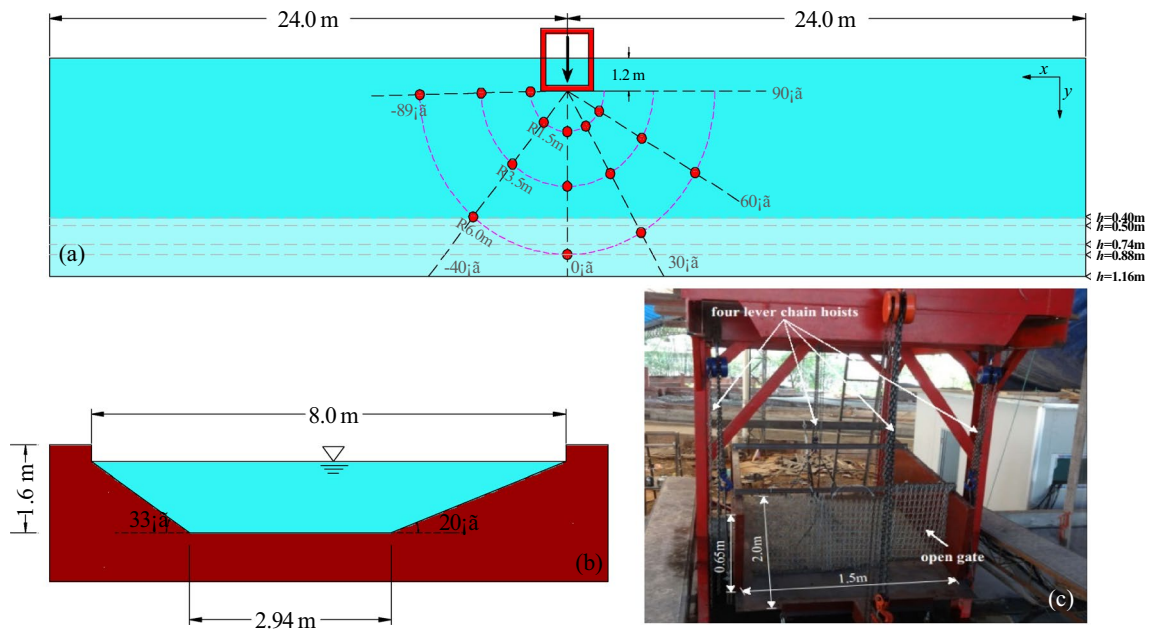 24.0 m
24.0 m
1.2 m
x
y
-89¡ã
90¡ã
R1.5m
R3.5m
R6.0m
60¡ã
h=0.40m
h=0.50m
h=0.74m
h=0.88m
h=1.16m
(a)
-40¡ã
0¡ã
30¡ã
8.0 m
1.6 m
33¡ã
20¡ã
(b)
2.94 m
four lever chain hoists
0.65m
2.0m
1.5m
open gate
(c)